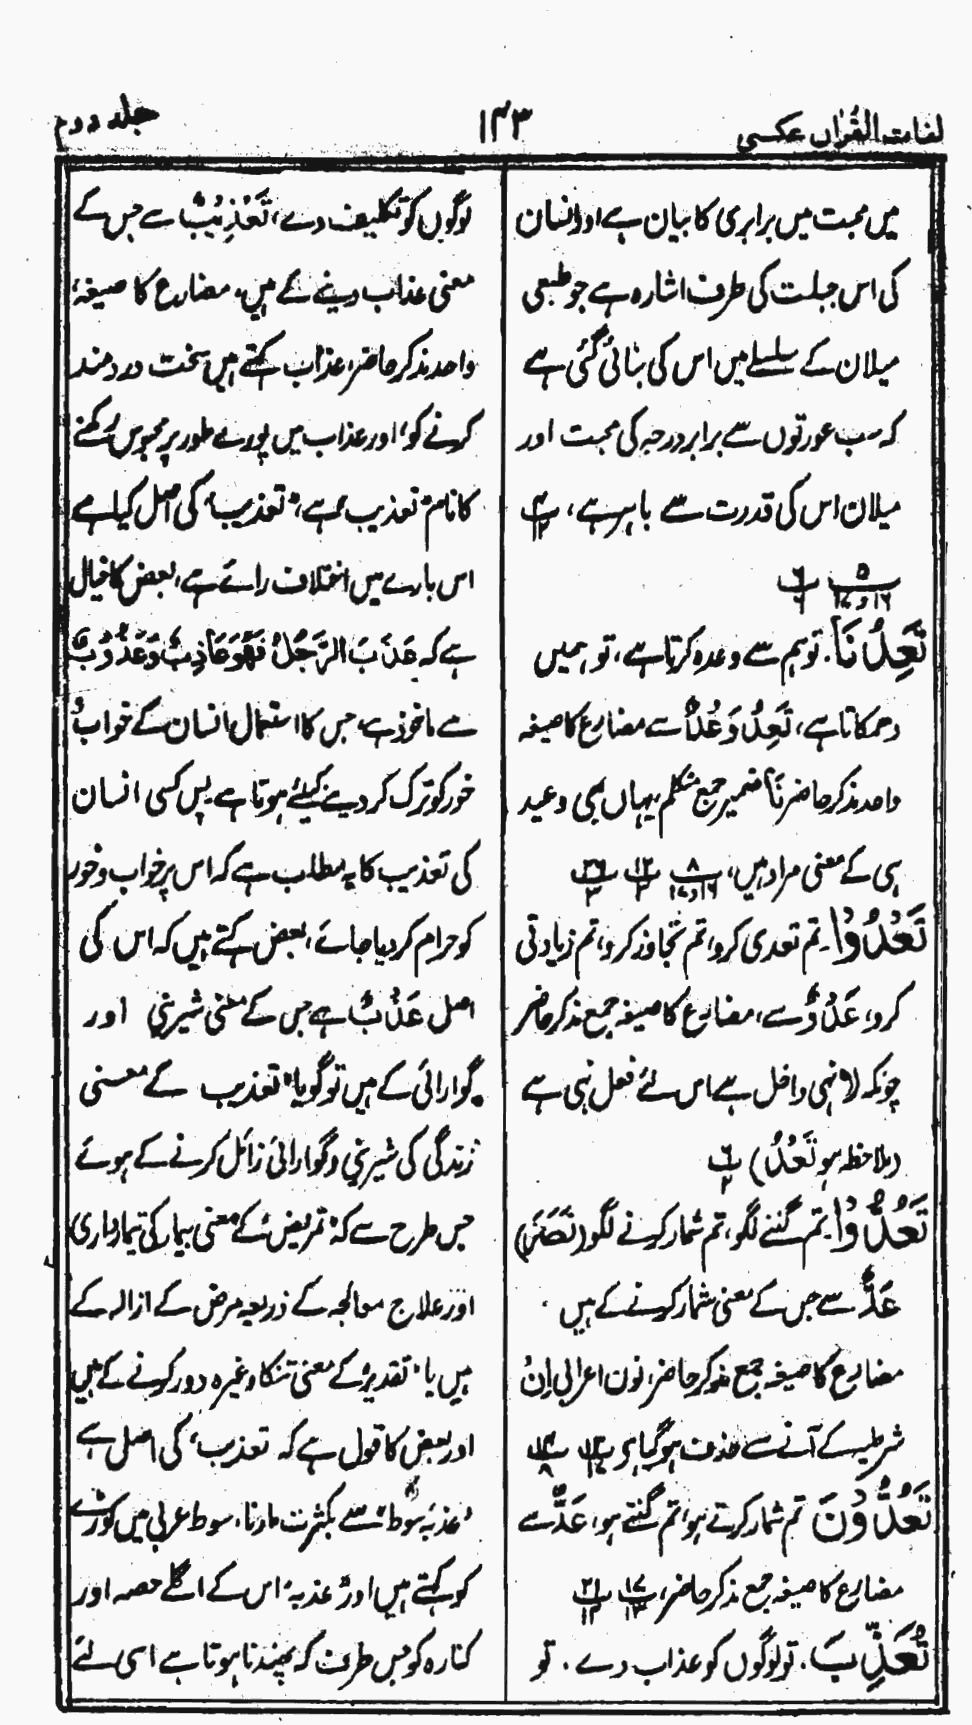 لغات القرآن عکسی
۱۴۳
جلد دوم
میں محبت میں برابری کا بیان ہے اور انسان
کی اس جبلت کی طرف اشارہ ہے جو طبعی
میلان کے سلسلے میں اس کی بنائی گئی ہے
کہ سب عورتوں سے برابر درجہ کی محبت اور
میلان اس کی قدرت سے باہر ہے،
تَعِدُنَا۔ تو ہم سے وعدہ کرتا ہے، تو ہمیں
دھمکاتا ہے، تَعِدُ وَعْدٌ سے مضارع کا صیغہ
واحد مذکر حاضر نَا ضمیر جمع متکلم یہاں بھی وعید
ہی کے معنی مراد ہیں،
تَعْدُوْا۔ تم تعدی کرو، تم تجاوز کرو، تم زیادتی
کرو، عَدْوٌ سے، مضارع کا صیغہ جمع مذکر حاضر
چونکہ لا نہی داخل ہے اس لئے فعل نہی ہے
(ملاحظہ ہو تَعْدُ)
تَعُدُّوْا۔ تم گننے لگو، تم شمار کرنے لگو (نَصَرَ)
عَدٌّ سے جس کے معنی شمار کرنے کے ہیں
مضارع کا صیغہ جمع مذکر حاضر، نون اعرابی اِنْ
شرطیہ کے آنے سے حذف ہو گیا ہی
تَعُدُّوْنَ تم شمار کرتے ہو، تم گنتے ہو، عَدٌّ سے
مضارع کا صیغہ جمع مذکر حاضر،
تُعَذِّبَ۔ تو لوگوں کو عذاب دے۔ تو
لوگوں کو تکلیف دے، تَعْذِیْبٌ سے جس کے
معنی عذاب دینے کے ہیں، مضارع کا صیغہ
واحد مذکر حاضر، عذاب کہتے ہیں سخت دردمند
کرنے کو، اور عذاب میں پورے طور پر محبوس رکھنے
کا نام "تعذیب" ہے، "تعذیب" کی اصل کیا ہے
اس بارے میں اختلاف رائے ہے، بعض کا خیال
ہے کہ عَذَبَ الرَّجُلُ فَهُوَ عَاذِبٌ وَعَذُوْبٌ
سے ماخوذ ہے، جس کا استعمال انسان کے خواب
خور کو ترک کر دینے کیلئے ہوتا ہے پس کسی انسان
کی تعذیب کا یہ مطلب ہے کہ اس پر خواب و خور
کو حرام کر دیا جائے، بعض کہتے ہیں کہ اس کی
اصل عَذْبٌ ہے جس کے معنی شیرینی اور
گوارائی کے ہیں تو گویا "تعذیب کے معنی
زندگی کی شیرینی و گوارائی زائل کرنے کے ہوئے
جس طرح سے کہ "تمریض" کے معنی بیمار کی تیمارداری
اور علاج معالجہ کے ذریعہ مرض کے ازالہ کے
ہیں یا "تقدیر" کے معنی تنکا وغیرہ دور کرنے کے ہیں
اور بعض کا قول ہے کہ تعذیب" کی اصل ہے
"عذبۃ سوط" سے بکثرت مارنا، سوط عربی میں کوڑے
کو کہتے ہیں اور "عذبہ" اس کے اگلے حصہ اور
کنارہ کو جس طرف کہ پھندنا ہوتا ہے اسی لئے